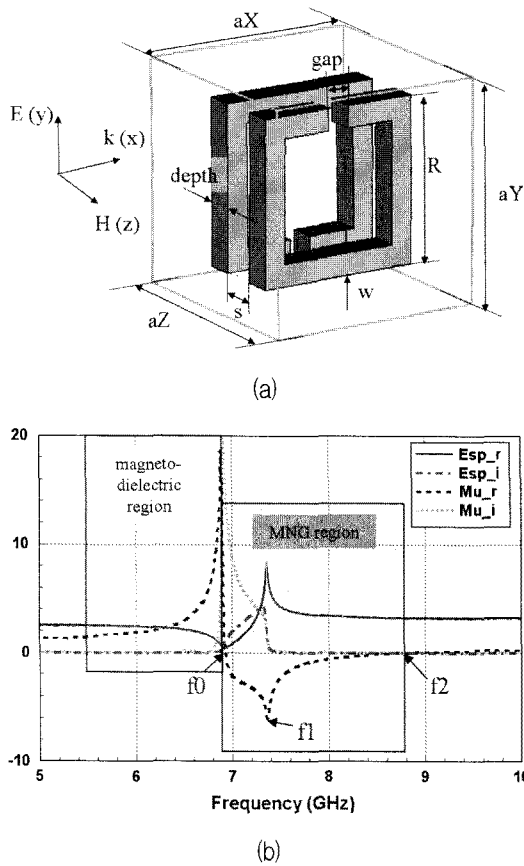 aX
gap
E (y)
k (x)
H (z)
depth
R
aY
s
w
aZ
(a)
20
10
0
-10
magneto-
dielectric
region
MNG region
Esp_r
Esp_i
Mu_r
Mu_i
f0
f1
f2
5 6 7 8 9 10
Frequency (GHz)
(b)